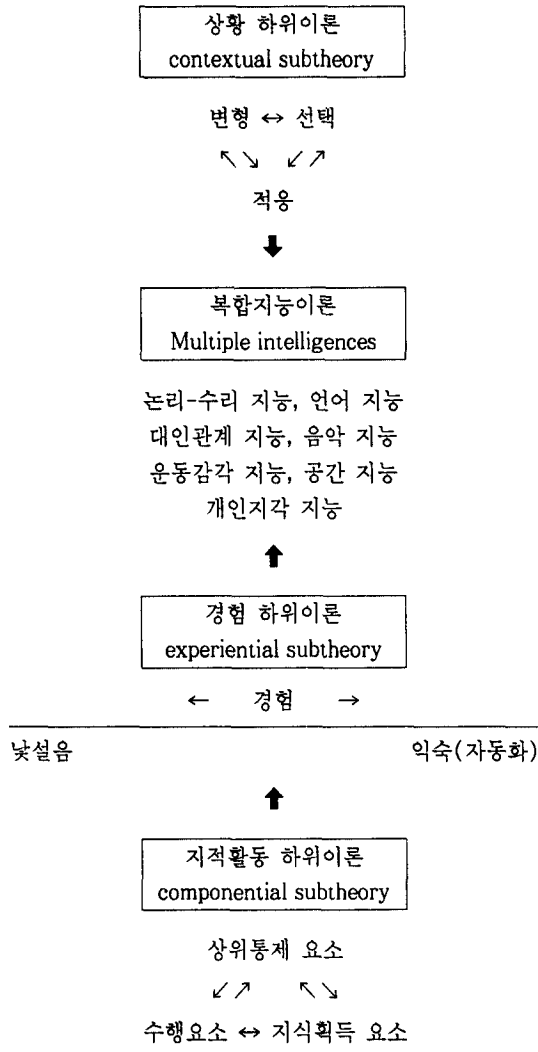 상황 하위이론
contextual subtheory
변형 ↔ 선택
↖↘ ↙↗
적응
⬇
복합지능이론
Multiple intelligences
논리-수리 지능, 언어 지능
대인관계 지능, 음악 지능
운동감각 지능, 공간 지능
개인지각 지능
⬆
경험 하위이론
experiential subtheory
← 경험 →
낯설음 익숙(자동화)
⬆
지적활동 하위이론
componential subtheory
상위통제 요소
↙↗ ↖↘
수행요소 ↔ 지식획득 요소